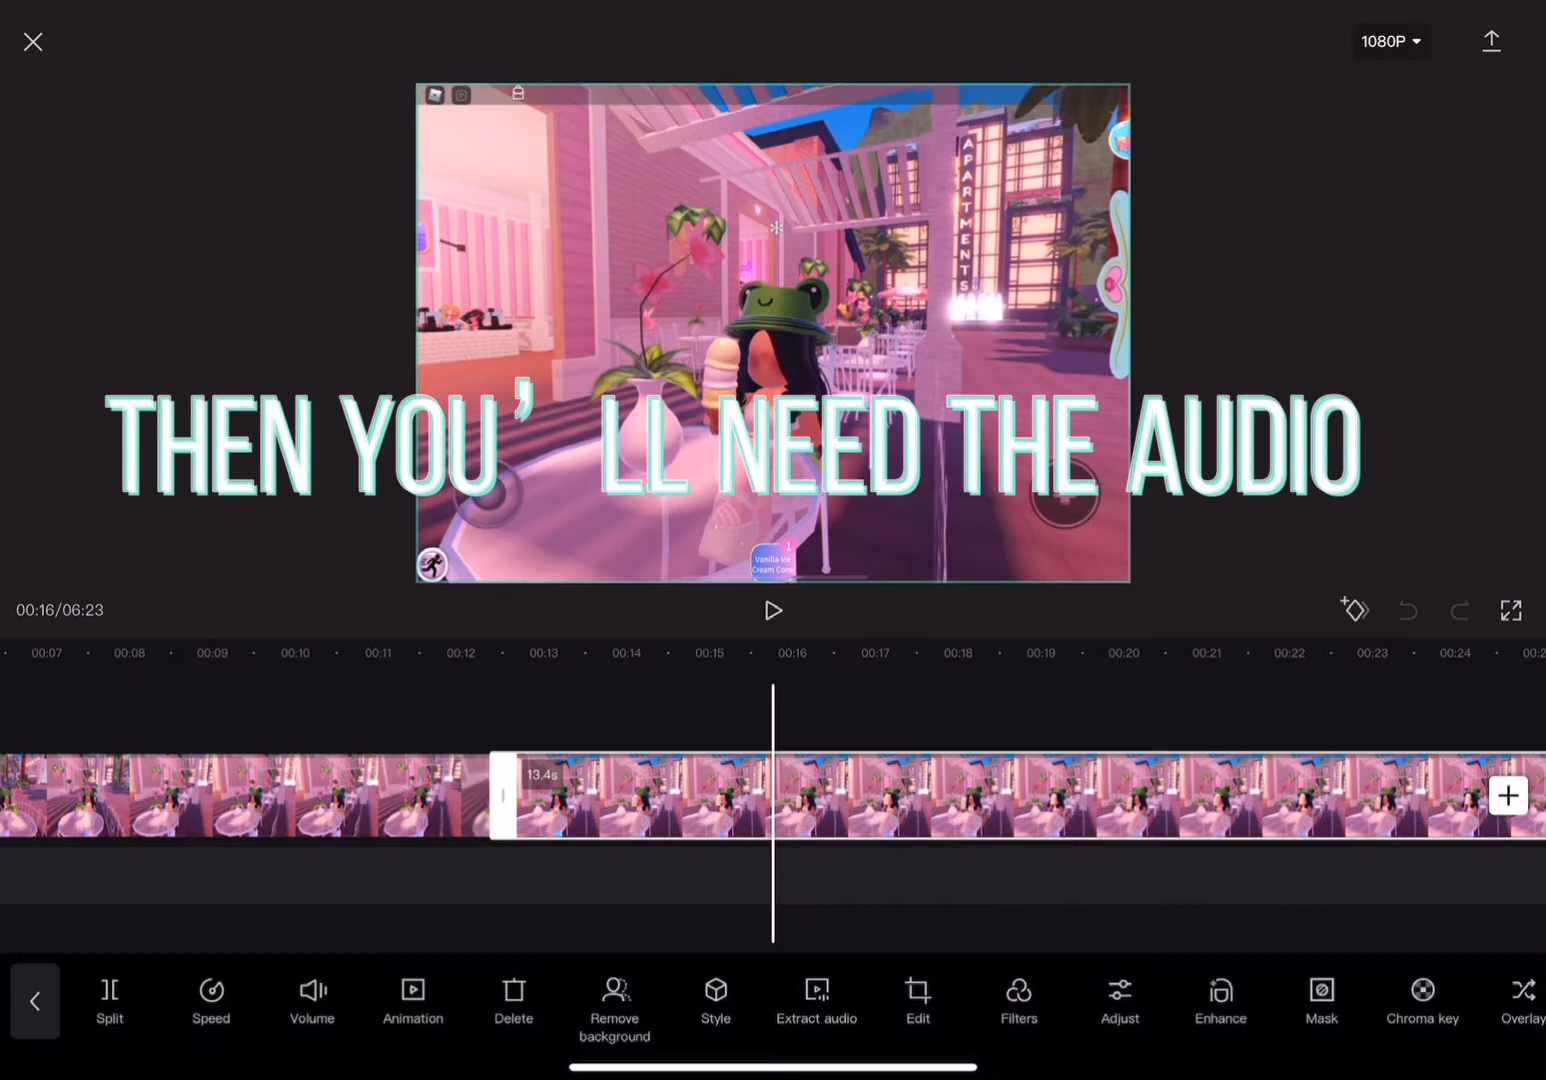 1080P
APARTMENTS
THEN YOU’ LL NEED THE AUDIO
1
Vanilla Ice
Cream Cone
00:16/06:23
00:07 00:08 00:09 00:10 00:11 00:12 00:13 00:14 00:15 00:16 00:17 00:18 00:19 00:20 00:21 00:22 00:23 00:24 00:2
13.4s
Split Speed Volume Animation Delete Remove background Style Extract audio Edit Filters Adjust Enhance Mask Chroma key Overlay